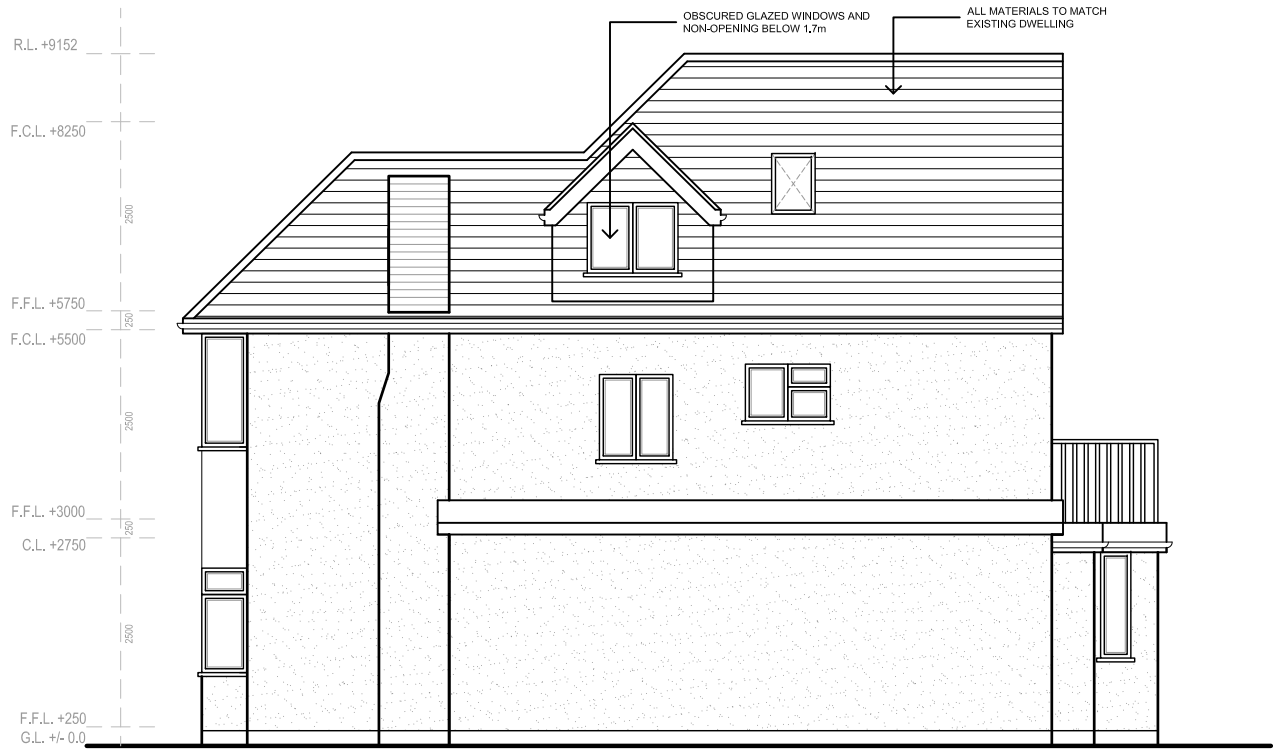 OBSCURED GLAZED WINDOWS AND
NON-OPENING BELOW 1.7m
ALL MATERIALS TO MATCH
EXISTING DWELLING
R.L. +9152
F.C.L. +8250
2500
F.F.L. +5750
250
F.C.L. +5500
2500
F.F.L. +3000
250
C.L. +2750
2500
F.F.L. +250
G.L. +/- 0.0